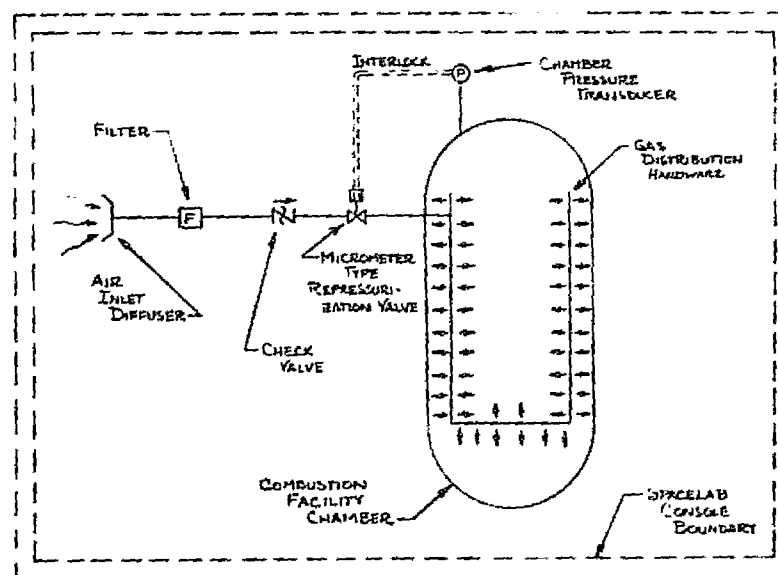 INTERLOCK
P
CHAMBER
PRESSURE
TRANSDUCER
FILTER
GAS
DISTRIBUTION
HARDWARE
F
MICROMETER
TYPE
REPRESSURI-
ZATION VALVE
AIR
INLET
DIFFUSER
CHECK
VALVE
COMBUSTION
FACILITY
CHAMBER
SPACELAB
CONSOLE
BOUNDARY